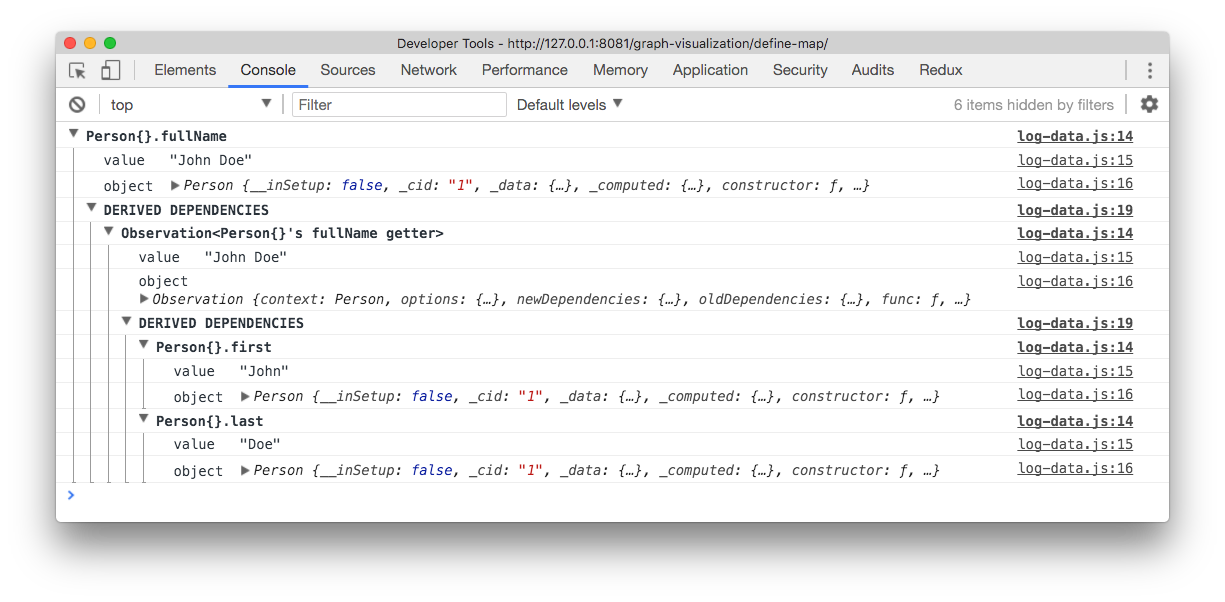 Developer Tools - http://127.0.0.1:8081/graph-visualization/define-map/
Elements Console Sources Network Performance Memory Application Security Audits Redux
top Filter Default levels 6 items hidden by filters
Person{}.fullName log-data.js:14
value "John Doe" log-data.js:15
object Person {__inSetup: false, _cid: "1", _data: {…}, _computed: {…}, constructor: ƒ, …} log-data.js:16
DERIVED DEPENDENCIES log-data.js:19
Observation<Person{}'s fullName getter> log-data.js:14
value "John Doe" log-data.js:15
object log-data.js:16
Observation {context: Person, options: {…}, newDependencies: {…}, oldDependencies: {…}, func: ƒ, …}
DERIVED DEPENDENCIES log-data.js:19
Person{}.first log-data.js:14
value "John" log-data.js:15
object Person {__inSetup: false, _cid: "1", _data: {…}, _computed: {…}, constructor: ƒ, …} log-data.js:16
Person{}.last log-data.js:14
value "Doe" log-data.js:15
object Person {__inSetup: false, _cid: "1", _data: {…}, _computed: {…}, constructor: ƒ, …} log-data.js:16